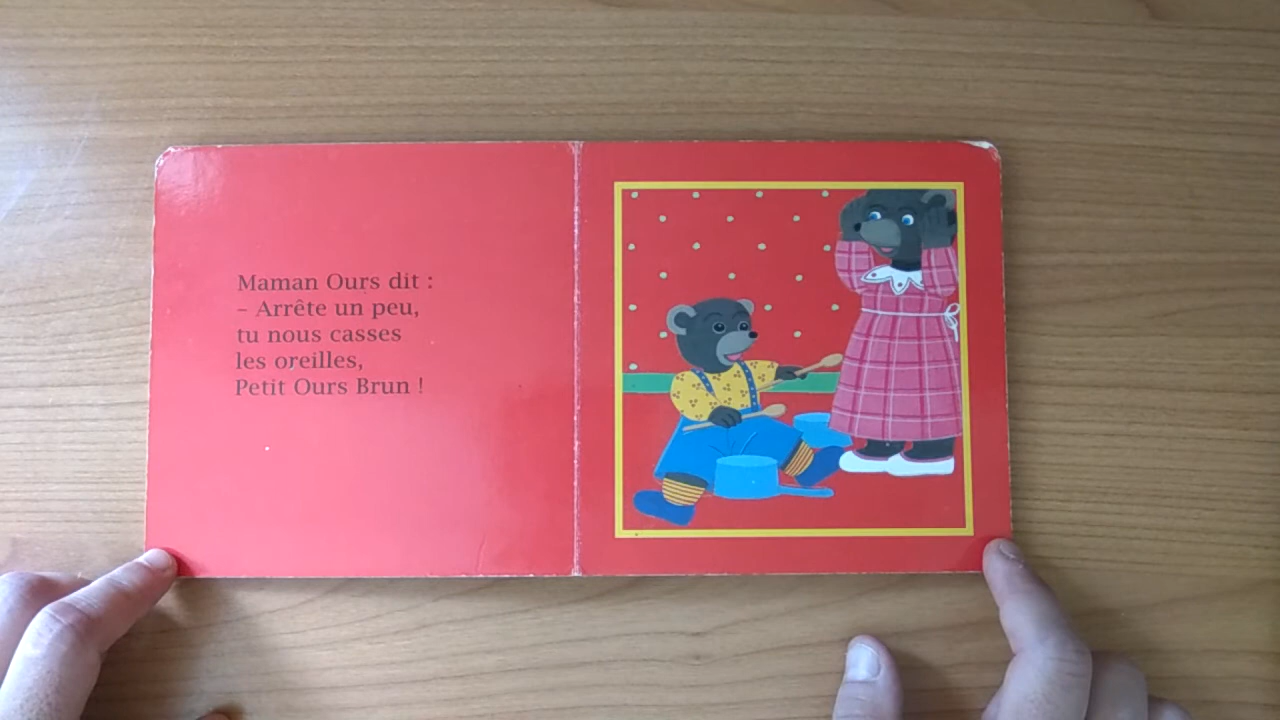 Maman Ours dit :
– Arrête un peu,
tu nous casses
les oreilles,
Petit Ours Brun !